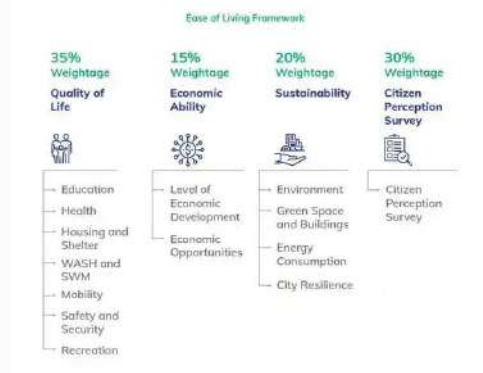 Ease of Living Framework
35%
Weightage
Quality of
Life
Education
Health
Housing and
Shelter
WASH and
SWM
Mobility
Safety and
Security
Recreation
15%
Weightage
Economic
Ability
Level of
Economic
Development
Economic
Opportunities
20%
Weightage
Sustainability
Environment
Green Space
and Buildings
Energy
Consumption
City Resilience
30%
Weightage
Citizen
Perception
Survey
Citizen
Perception
Survey